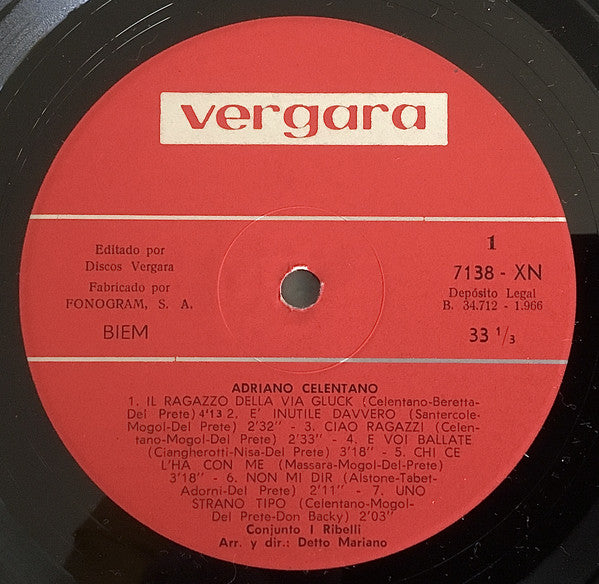 vergara
Editado por
Discos Vergara
Fabricado por
FONOGRAM, S. A.
BIEM
1
7138 - XN
Depósito Legal
B. 34.712 - 1.966
33 1/3
ADRIANO CELENTANO
1. IL RAGAZZO DELLA VIA GLUCK (Celentano-Beretta-
Del Prete) 4'13 2. E' INUTILE DAVVERO (Santercole-
Mogol-Del Prete) 2'32'' - 3. CIAO RAGAZZI (Celen-
tano-Mogol-Del Prete) 2'33'' - 4. E VOI BALLATE
(Ciangherotti-Nisa-Del Prete) 3'18'' - 5. CHI CE
L'HA CON ME (Massara-Mogol-Del-Prete)
3'18'' - 6. NON MI DIR (Alstone-Tabet-
Adorni-Del Prete) 2'11'' - 7. UNO
STRANO TIPO (Celentano-Mogol-
Del Prete-Don Backy) 2'03''
Conjunto I Ribelli
Arr. y dir.: Detto Mariano